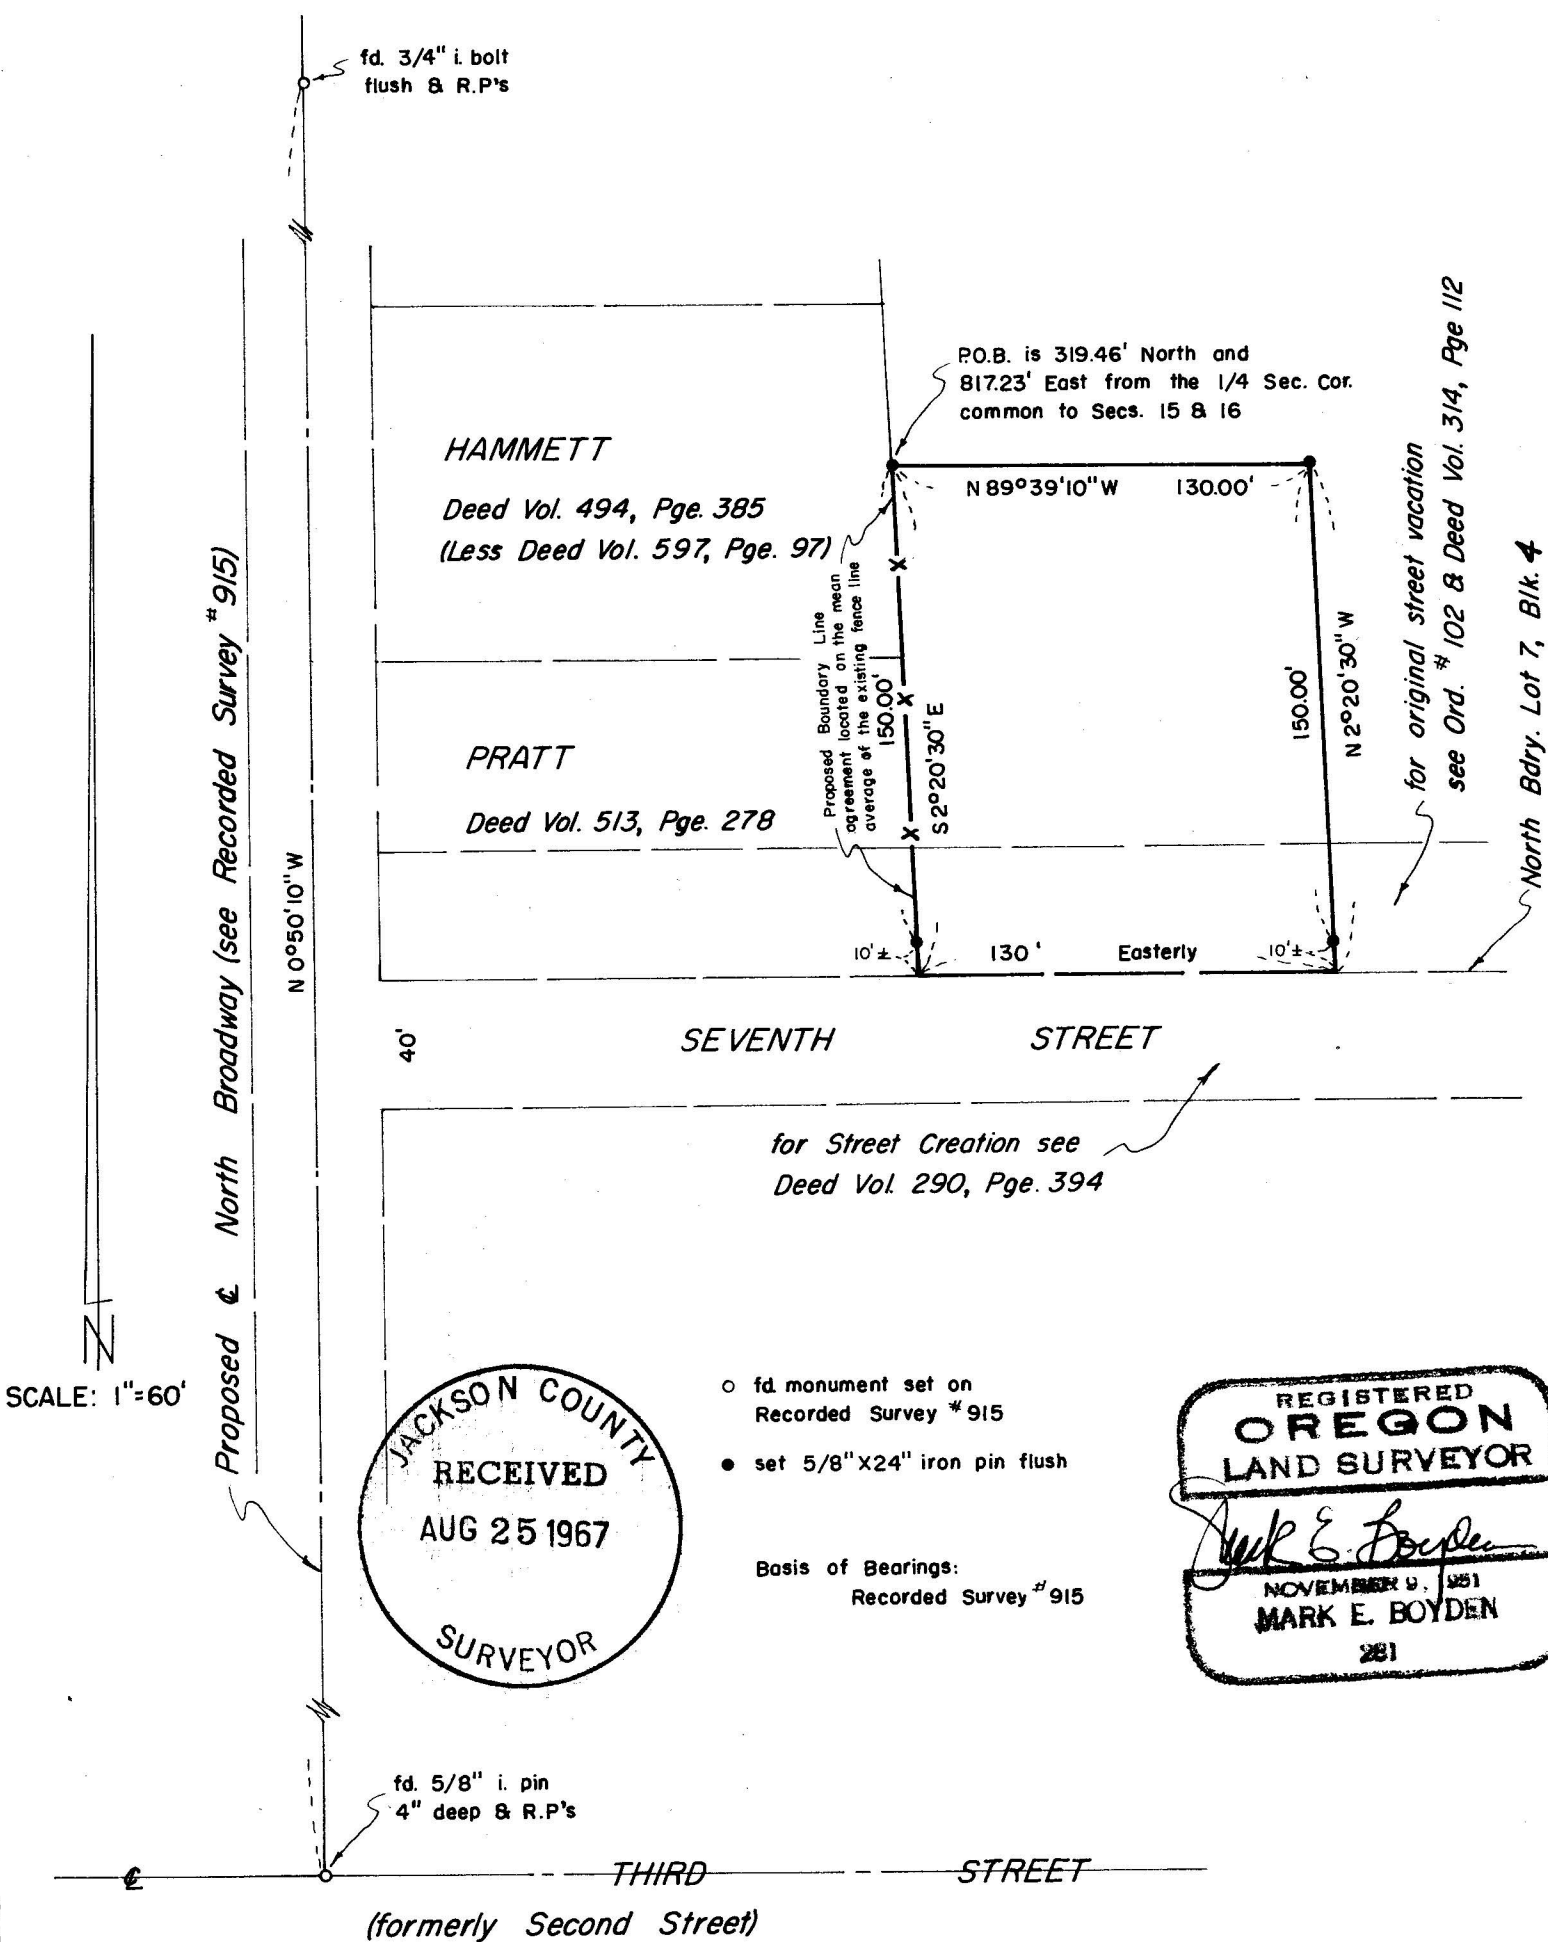 fd. 3/4" i. bolt
flush & R.P's
P.O.B. is 319.46' North and
817.23' East from the 1/4 Sec. Cor.
common to Secs. 15 & 16
HAMMETT
Deed Vol. 494, Pge. 385
(Less Deed Vol. 597, Pge. 97)
N 89°39'10" W 130.00'
Proposed Boundary Line
agreement located on the mean
average of the existing fence line
150.00'
S 2°20'30" E
150.00'
N 2°20'30" W
for original street vacation
see Ord. # 102 & Deed Vol. 314, Pge 112
North Bdry. Lot 7, Blk. 4
PRATT
Deed Vol. 513, Pge. 278
Proposed ℄ North Broadway (see Recorded Survey # 915)
N 0°50'10" W
10' ± 130' Easterly 10' ±
40'
SEVENTH STREET
for Street Creation see
Deed Vol. 290, Pge. 394
N
SCALE: 1"=60'
JACKSON COUNTY
RECEIVED
AUG 25 1967
SURVEYOR
○ fd. monument set on
Recorded Survey # 915
● set 5/8" X 24" iron pin flush
Basis of Bearings:
Recorded Survey # 915
REGISTERED
OREGON
LAND SURVEYOR
Mark E. Boyden
NOVEMBER 9, 1951
MARK E. BOYDEN
281
fd. 5/8" i. pin
4" deep & R.P's
℄ THIRD STREET
(formerly Second Street)